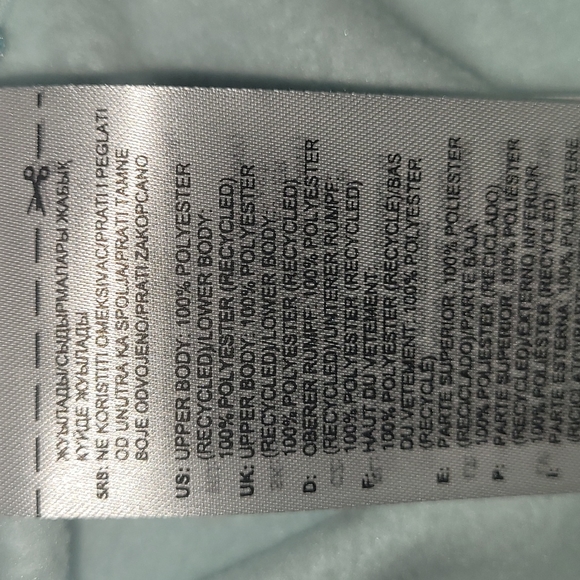 ЖУЫЛАДЫ/СЫДЫРМАЛАРЫ ЖАБЫҚ
КҮЙДЕ ЖУЫЛАДЫ
SRB: NE KORISTITI OMEKSIVAC/PRATI I PEGLATI
OD UNUTRA KA SPOLJA/PRATI TAMNE
BOJE ODVOJENO/PRATI ZAKOPCANO
US: UPPER BODY: 100% POLYESTER
(RECYCLED)/LOWER BODY:
100% POLYESTER (RECYCLED)
UK: UPPER BODY: 100% POLYESTER
(RECYCLED)/LOWER BODY:
100% POLYESTER (RECYCLED)
D: OBERER RUMPF: 100% POLYESTER
(RECYCLED)/UNTERER RUMPF:
100% POLYESTER (RECYCLED)
F: HAUT DU VETEMENT:
100% POLYESTER (RECYCLE)/BAS
DU VETEMENT: 100% POLYESTER
(RECYCLE)
E: PARTE SUPERIOR: 100% POLIESTER
(RECICLADO)/PARTE BAJA:
100% POLIESTER (RECICLADO)
P: PARTE SUPERIOR: 100% POLIESTER
(RECYCLED)/EXTERNO INFERIOR:
100% POLIESTER (RECYCLED)
I: PARTE ESTERNA: 100% POLIESTERE